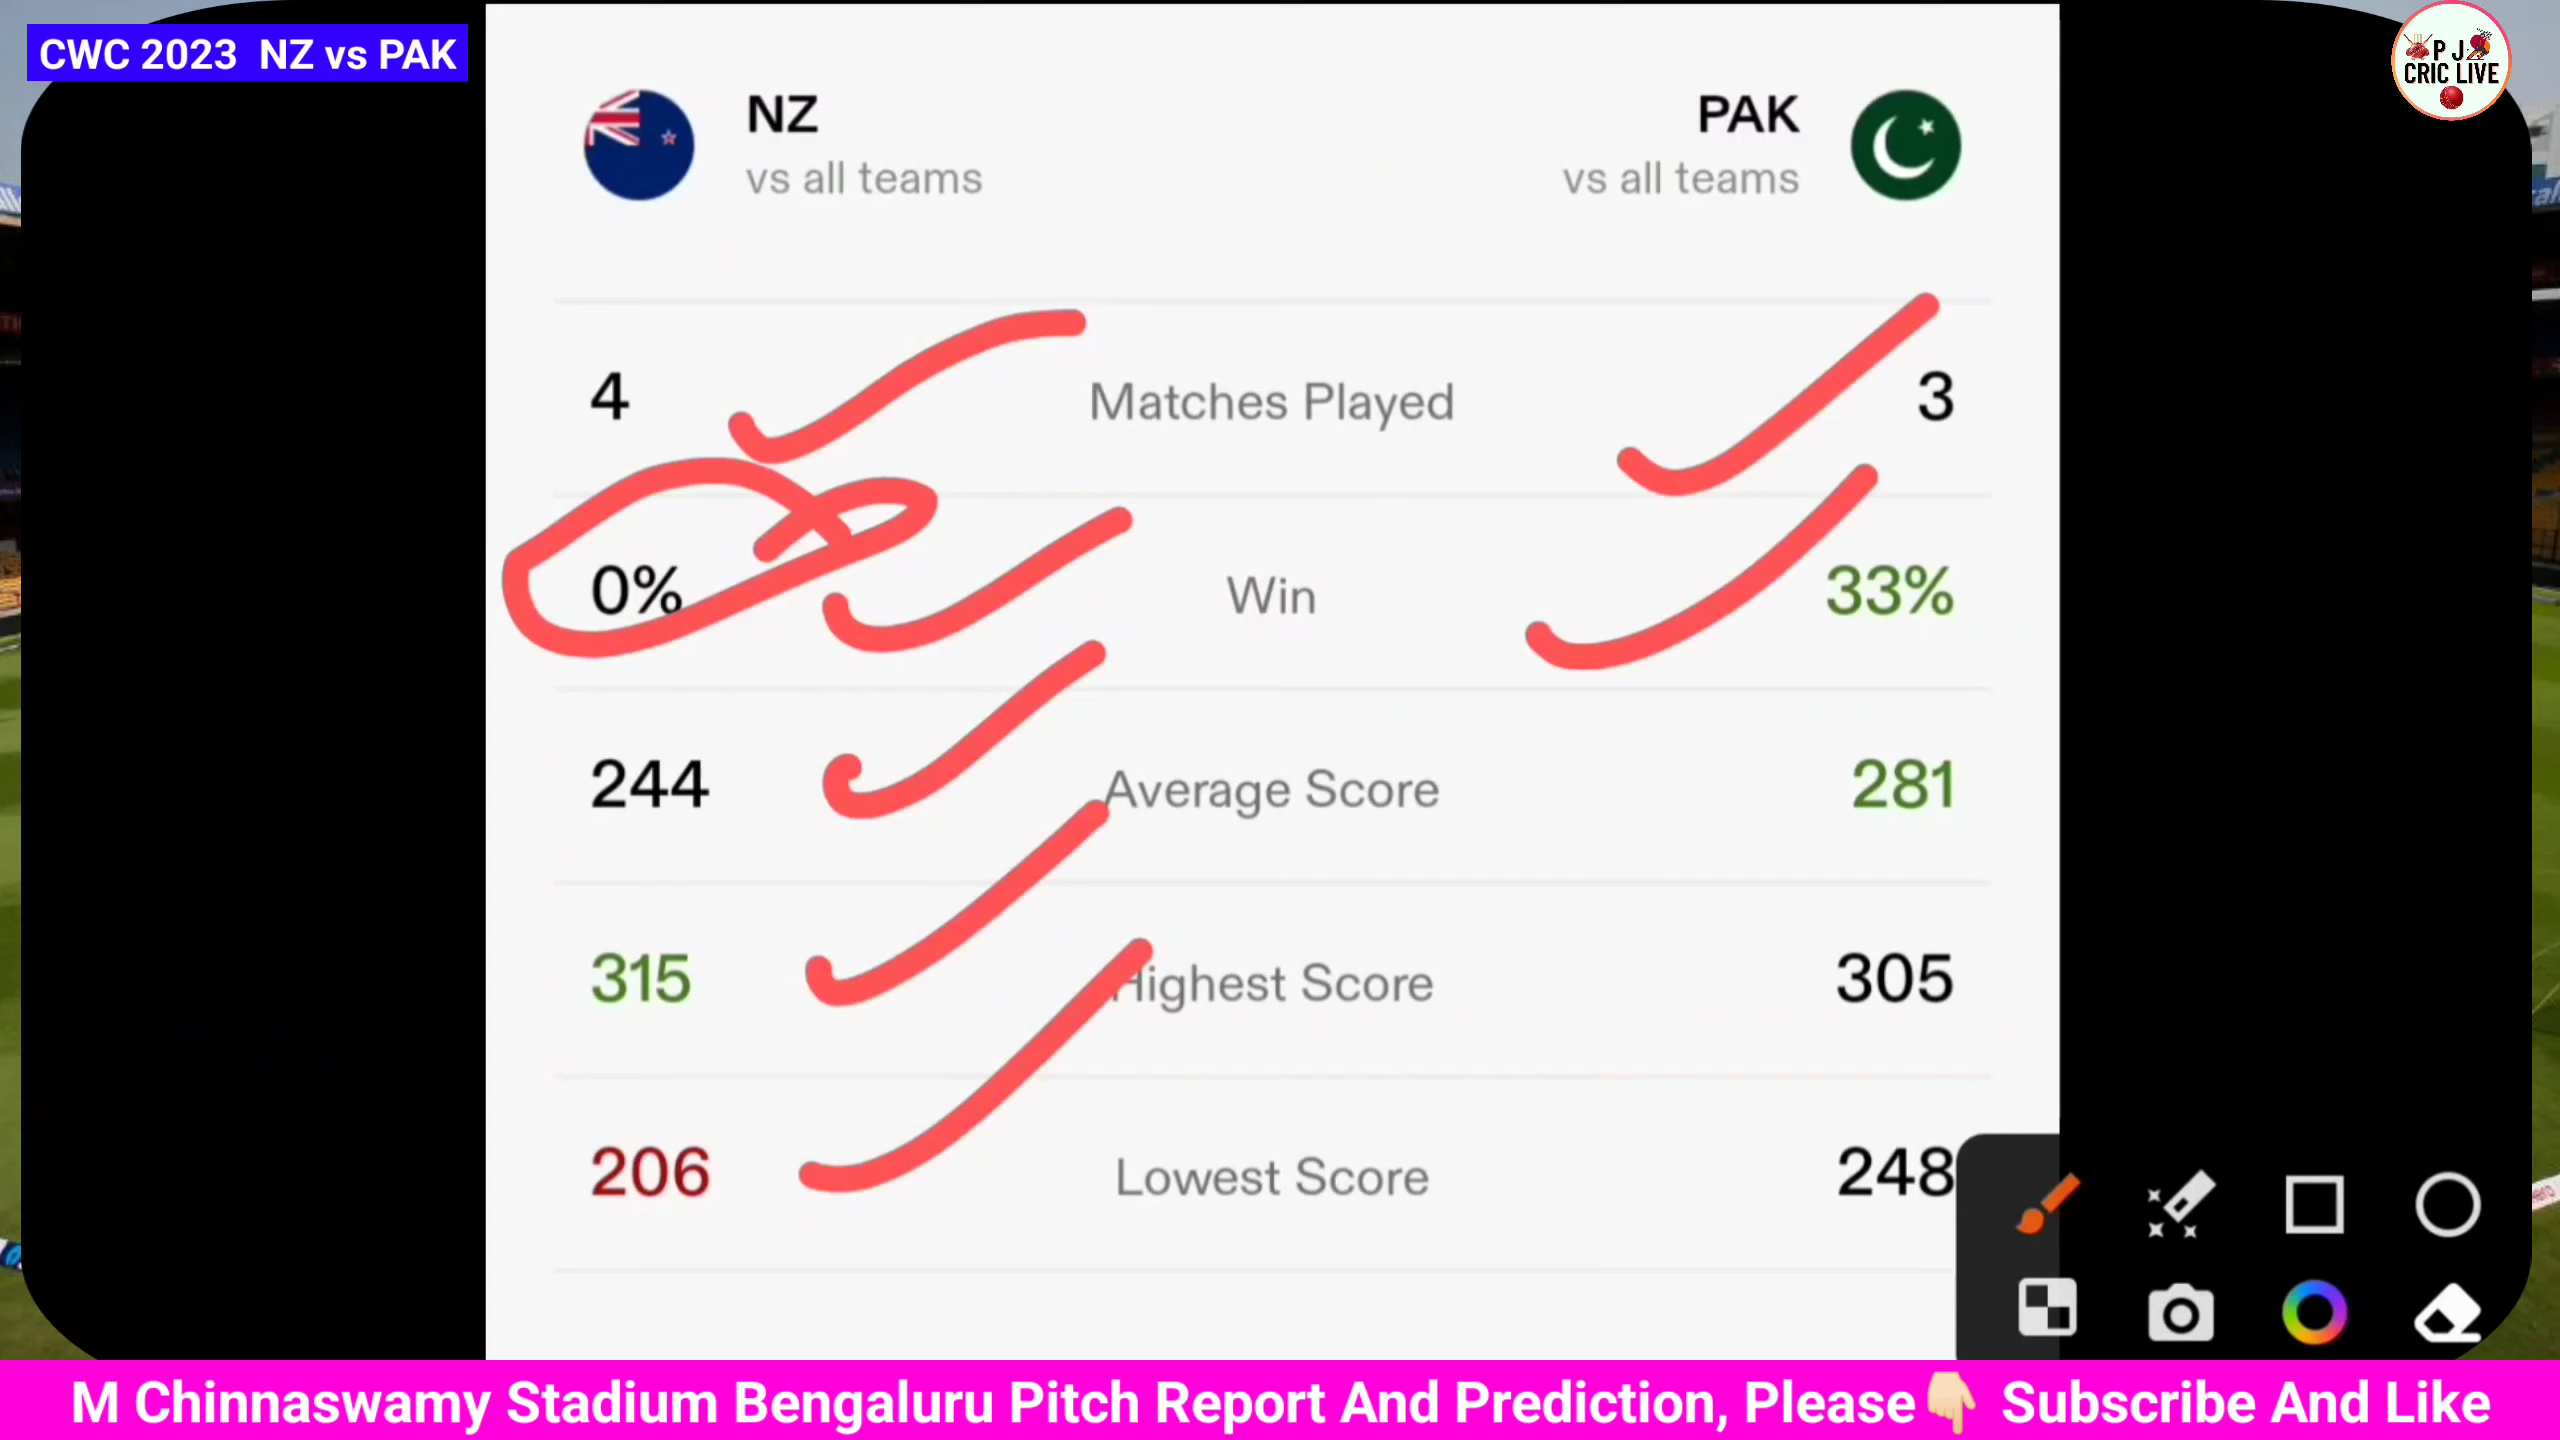 CWC 2023 NZ vs PAK
P J
CRIC LIVE
NZ
vs all teams
PAK
vs all teams
4 Matches Played 3
0% Win 33%
244 Average Score 281
315 Highest Score 305
206 Lowest Score 248
M Chinnaswamy Stadium Bengaluru Pitch Report And Prediction, Please👇🏻 Subscribe And Like